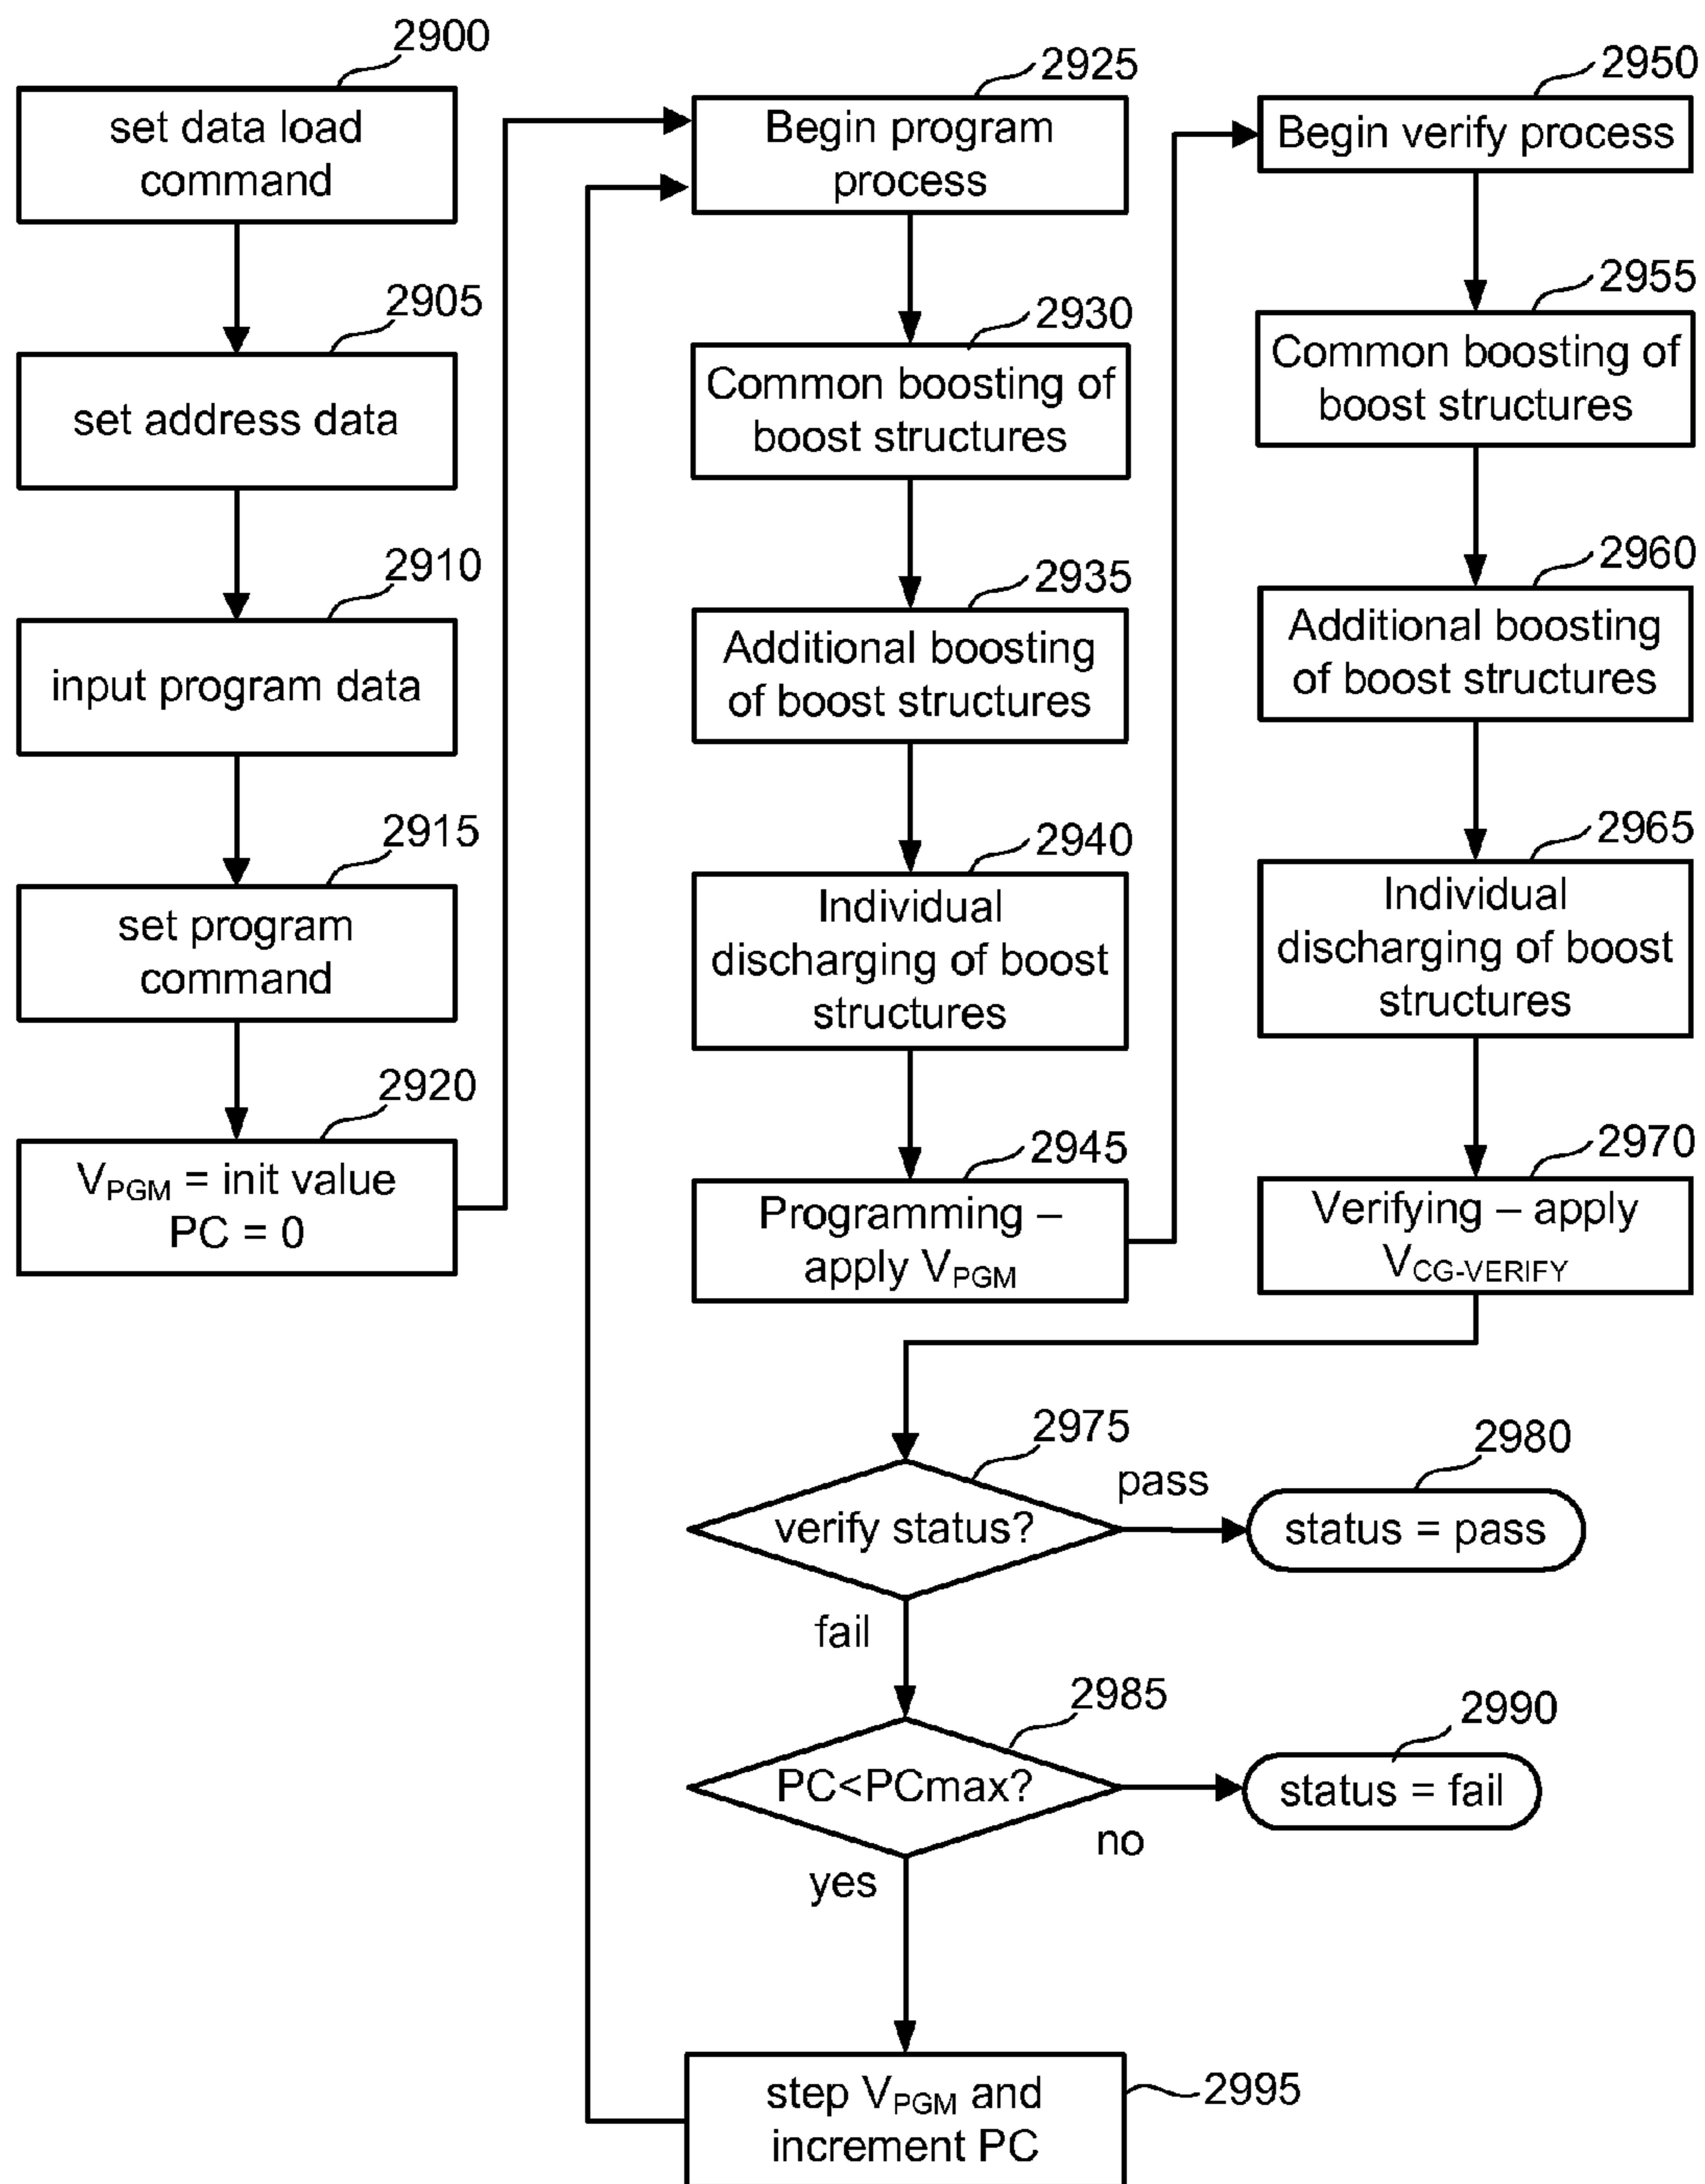 2900
set data load
command
2905
set address data
2910
input program data
2915
set program
command
2920
V_PGM = init value
PC = 0
2925
Begin program
process
2930
Common boosting of
boost structures
2935
Additional boosting
of boost structures
2940
Individual
discharging of boost
structures
2945
Programming –
apply V_PGM
2950
Begin verify process
2955
Common boosting of
boost structures
2960
Additional boosting
of boost structures
2965
Individual
discharging of boost
structures
2970
Verifying – apply
V_CG-VERIFY
2975
verify status?
pass
2980
status = pass
fail
2985
PC<PCmax?
no
2990
status = fail
yes
step V_PGM and
increment PC
2995